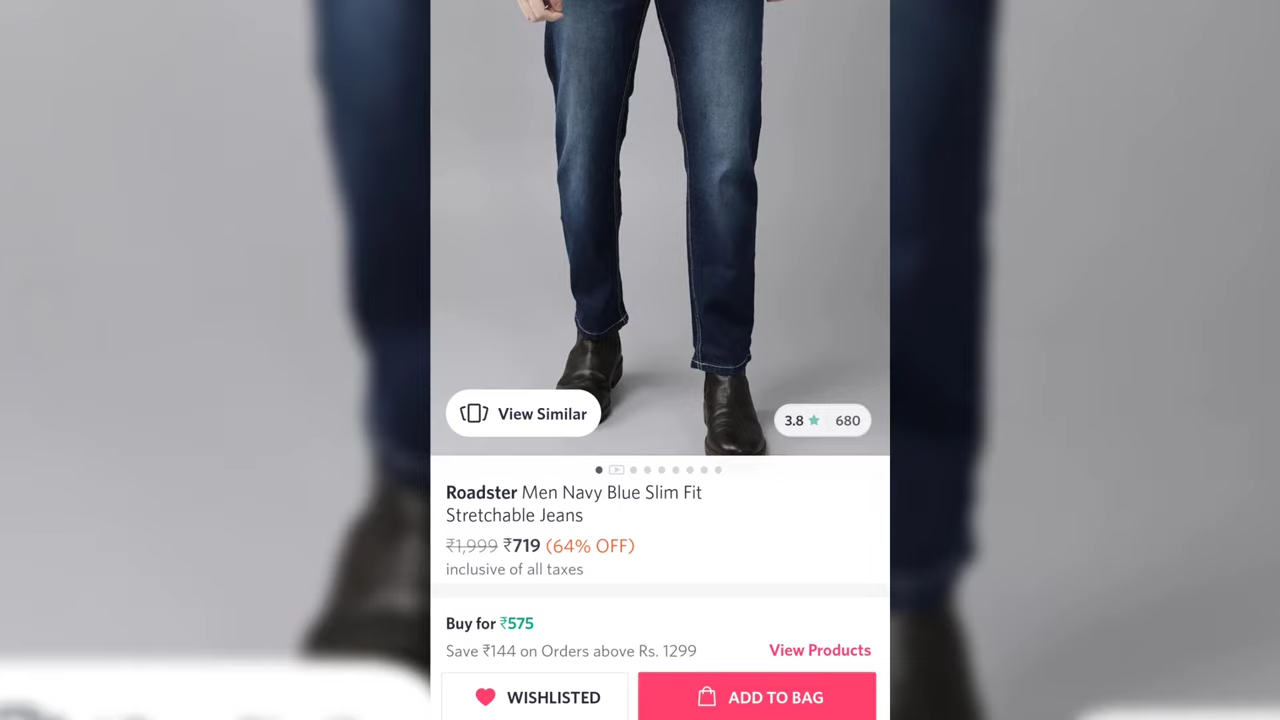 View Similar
3.8 ★ 680
Roadster Men Navy Blue Slim Fit
Stretchable Jeans
₹1,999 ₹719 (64% OFF)
inclusive of all taxes
Buy for ₹575
Save ₹144 on Orders above Rs. 1299
View Products
WISHLISTED
ADD TO BAG